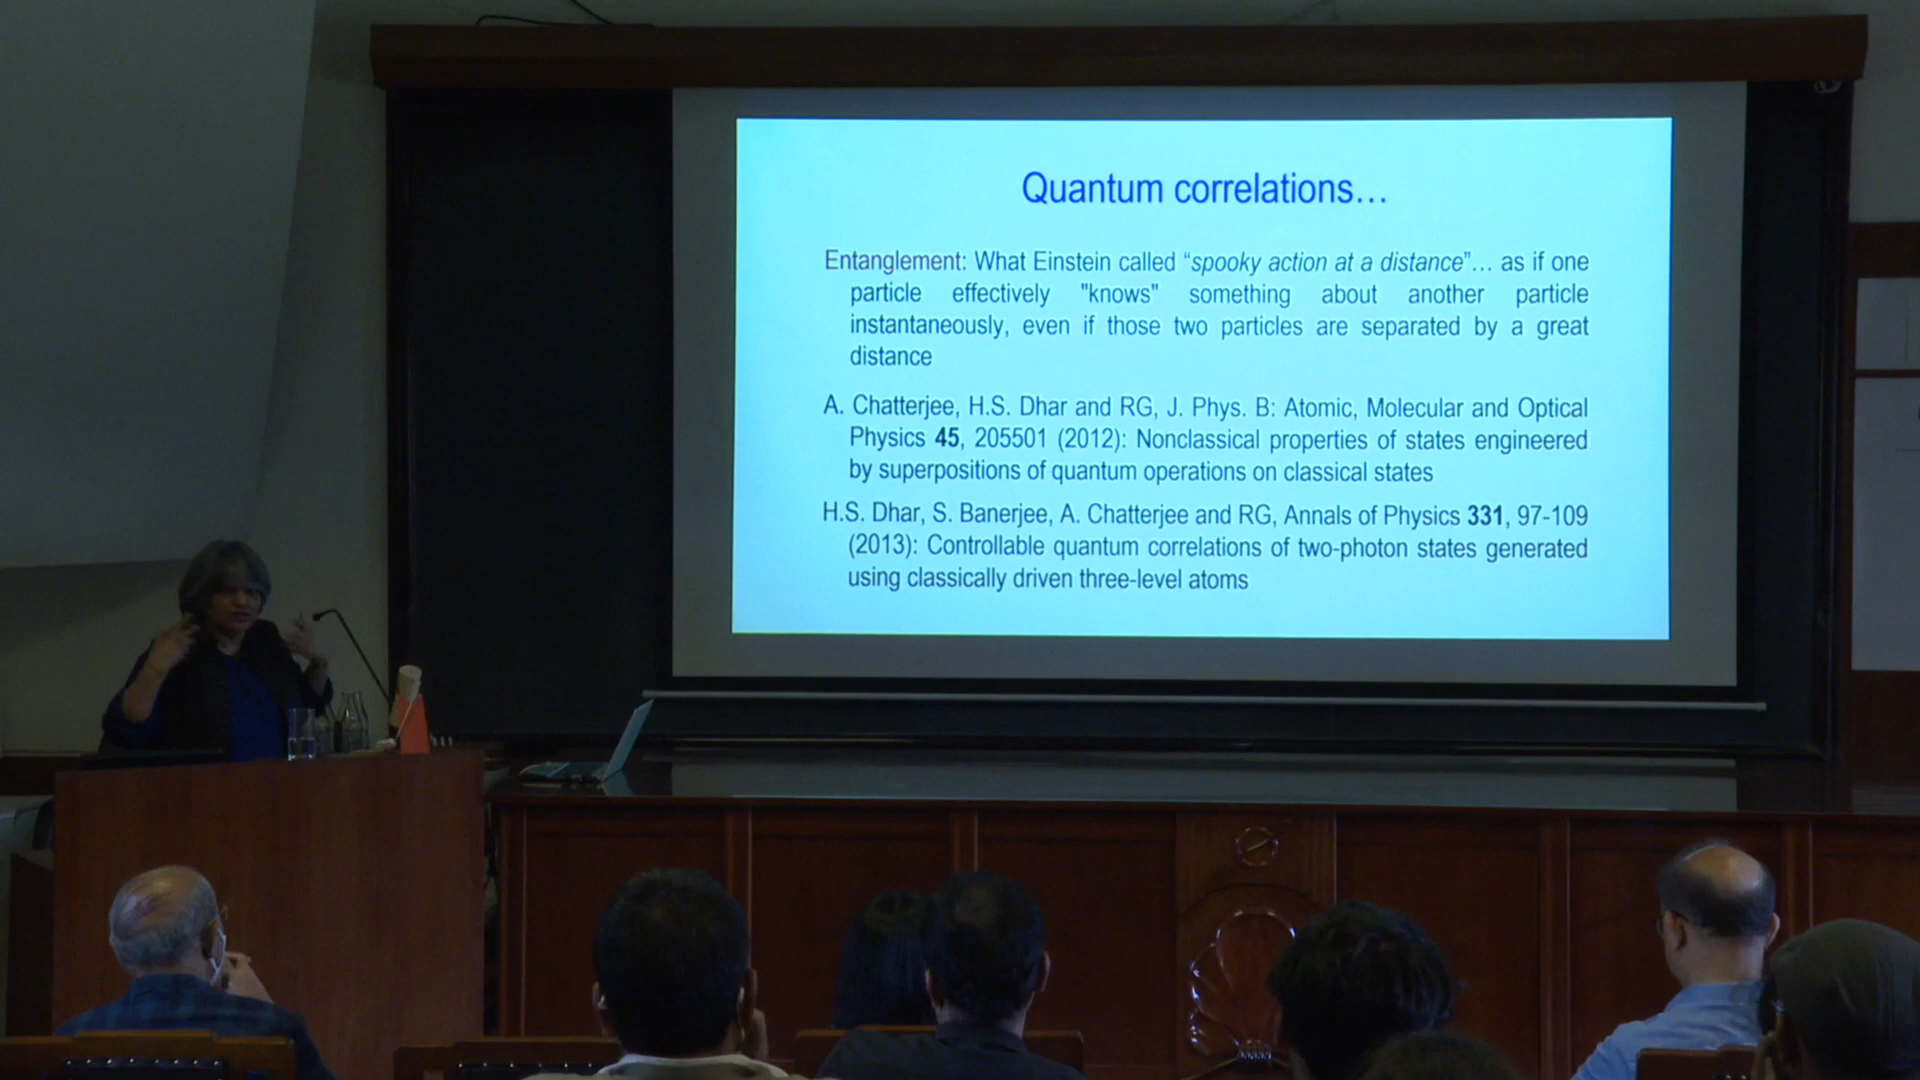 Quantum correlations…
Entanglement: What Einstein called “spooky action at a distance”… as if one
particle effectively "knows" something about another particle
instantaneously, even if those two particles are separated by a great
distance
A. Chatterjee, H.S. Dhar and RG, J. Phys. B: Atomic, Molecular and Optical
Physics 45, 205501 (2012): Nonclassical properties of states engineered
by superpositions of quantum operations on classical states
H.S. Dhar, S. Banerjee, A. Chatterjee and RG, Annals of Physics 331, 97-109
(2013): Controllable quantum correlations of two-photon states generated
using classically driven three-level atoms